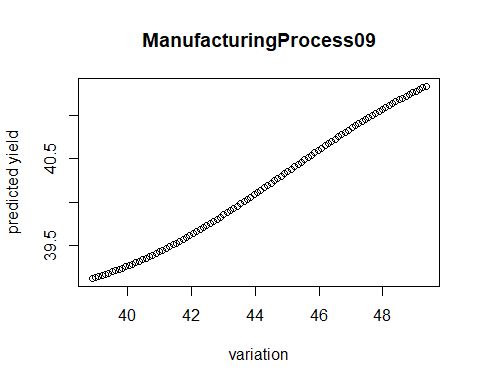 ManufacturingProcess09
predicted yield
40.5
39.5
40 42 44 46 48
variation